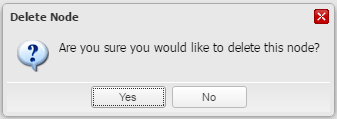 Delete Node
Are you sure you would like to delete this node?
Yes
No